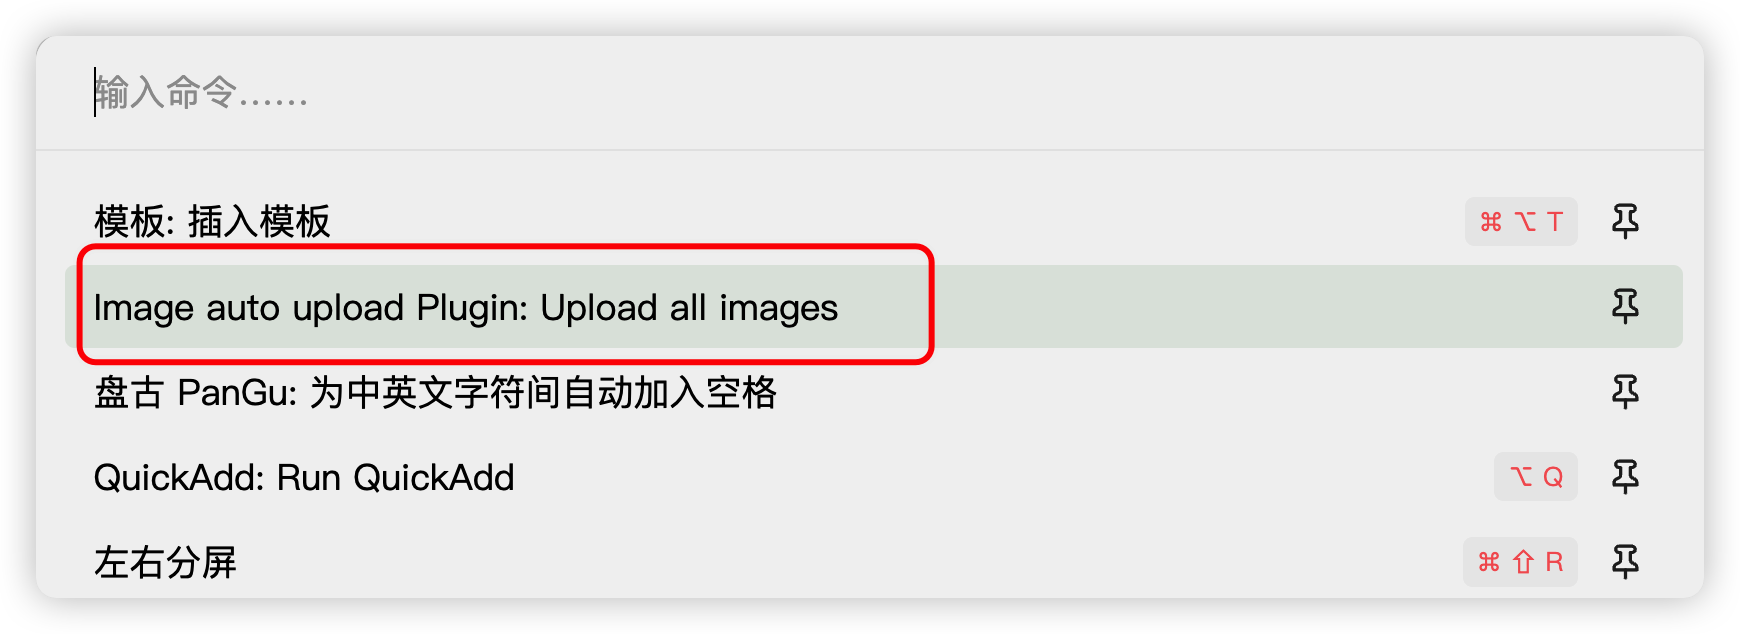 输入命令……
模板: 插入模板 ⌘ ⌥ T
Image auto upload Plugin: Upload all images
盘古 PanGu: 为中英文字符间自动加入空格
QuickAdd: Run QuickAdd ⌥ Q
左右分屏 ⌘ ⇧ R